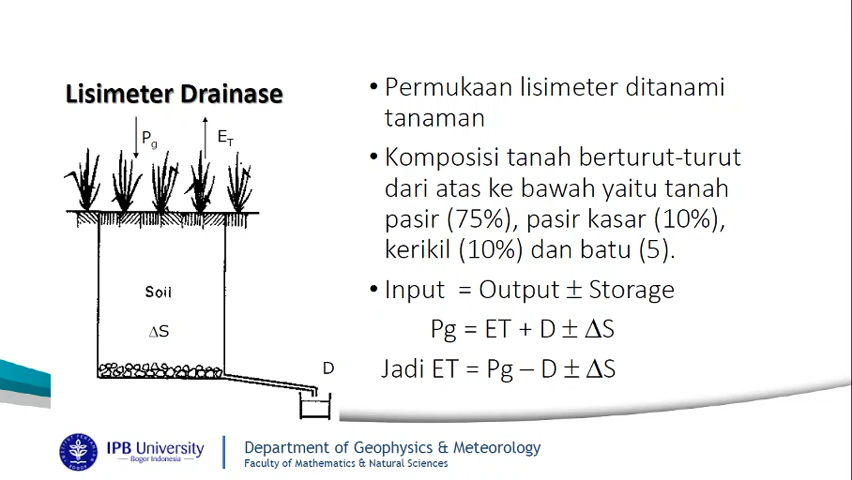 Lisimeter Drainase
Pg
ET
Soil
ΔS
D
• Permukaan lisimeter ditanami
tanaman
• Komposisi tanah berturut-turut
dari atas ke bawah yaitu tanah
pasir (75%), pasir kasar (10%),
kerikil (10%) dan batu (5).
• Input = Output ± Storage
Pg = ET + D ± ΔS
Jadi ET = Pg – D ± ΔS
IPB University
Bogor Indonesia
Department of Geophysics & Meteorology
Faculty of Mathematics & Natural Sciences